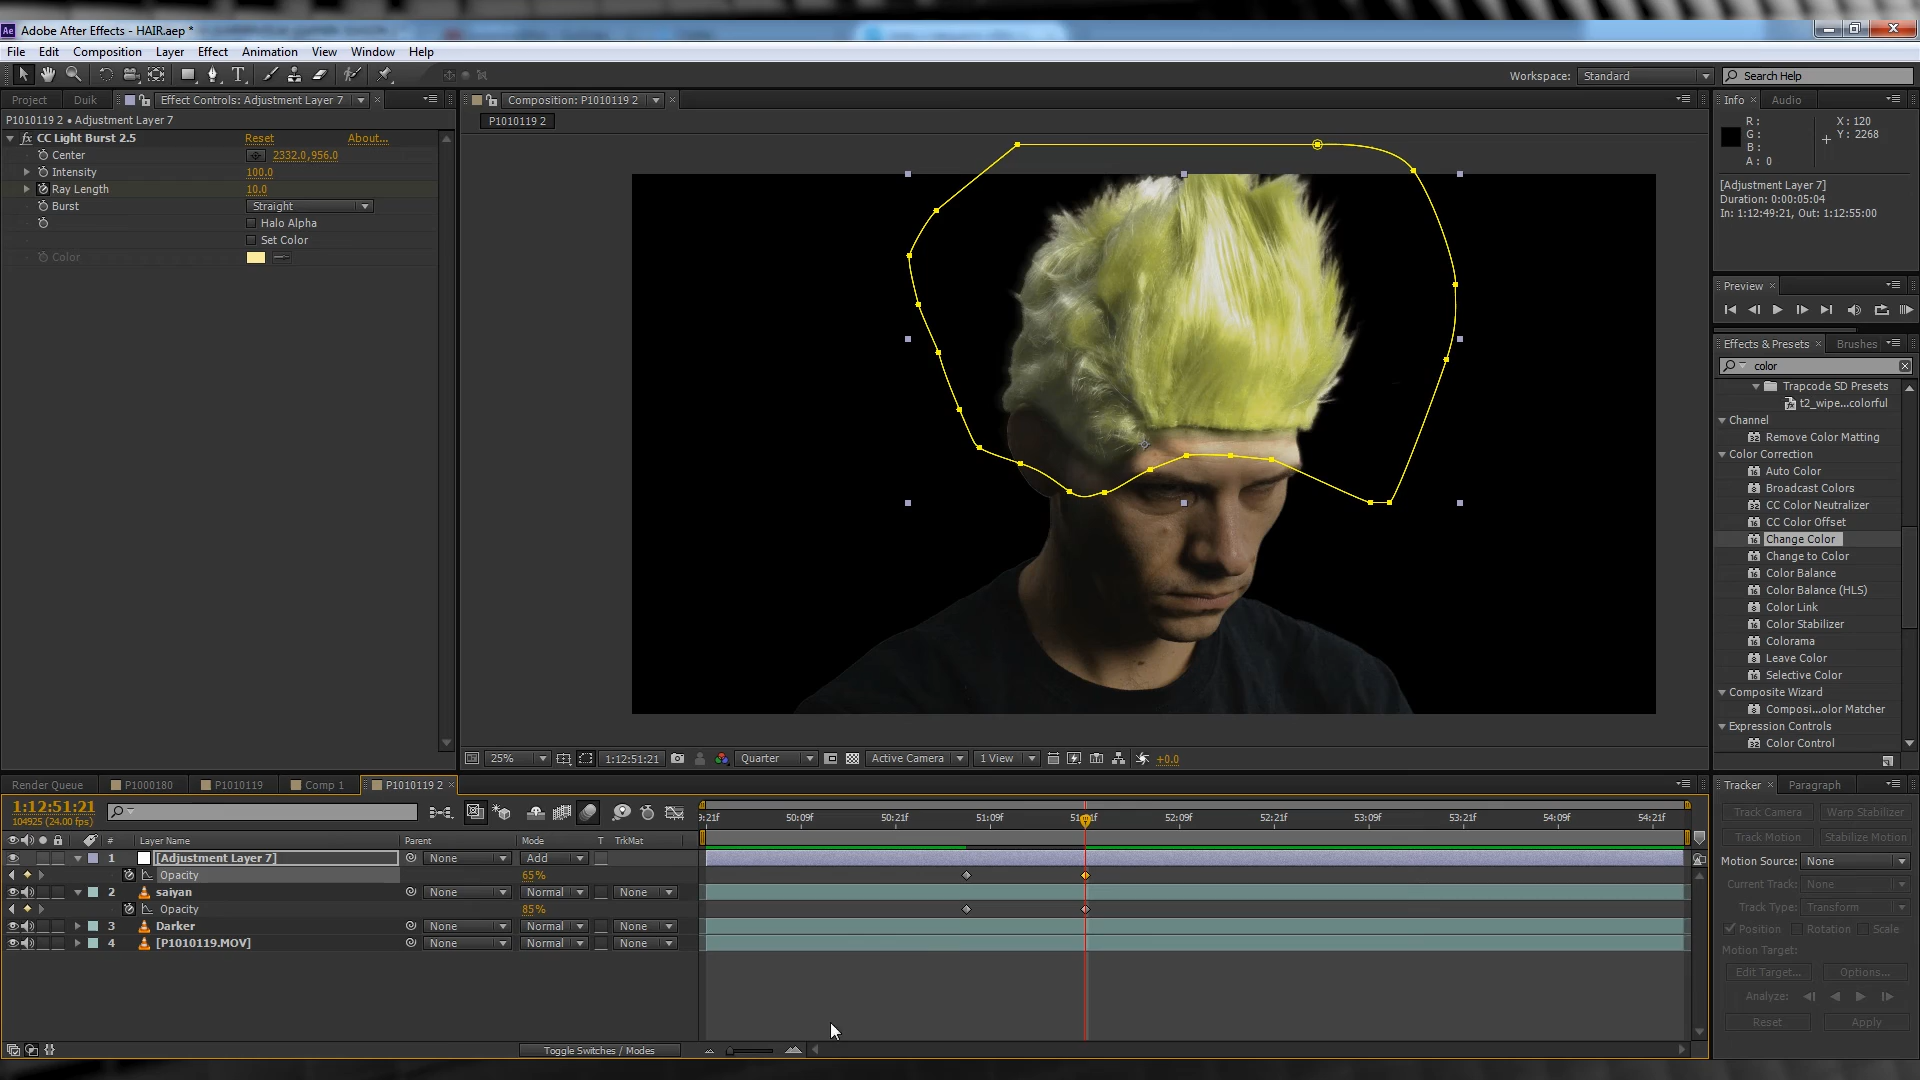 Adobe After Effects - HAIR.aep *
File Edit Composition Layer Effect Animation View Window Help
Workspace: Standard Search Help
Project Duik Effect Controls: Adjustment Layer 7
P1010119 2 • Adjustment Layer 7
fx CC Light Burst 2.5 Reset About...
Center 2332.0,956.0
Intensity 100.0
Ray Length 10.0
Burst Straight
Halo Alpha
Set Color
Color
Composition: P1010119 2
P1010119 2
25% 1:12:51:21 Quarter Active Camera 1 View +0.0
Info Audio
R: X: 120
G: Y: 2268
B:
A: 0
[Adjustment Layer 7]
Duration: 0:00:05:04
In: 1:12:49:21, Out: 1:12:55:00
Preview
Effects & Presets Brushes
color
Trapcode SD Presets
t2_wipe...colorful
Channel
Remove Color Matting
Color Correction
Auto Color
Broadcast Colors
CC Color Neutralizer
CC Color Offset
Change Color
Change to Color
Color Balance
Color Balance (HLS)
Color Link
Color Stabilizer
Colorama
Leave Color
Selective Color
Composite Wizard
Composi...olor Matcher
Expression Controls
Color Control
Render Queue P1000180 P1010119 Comp 1 P1010119 2
1:12:51:21
104925 (24.00 fps)
9:21f 50:09f 50:21f 51:09f 52:09f 52:21f 53:09f 53:21f 54:09f 54:21f
# Layer Name Parent Mode T TrkMat
1 [Adjustment Layer 7] None Add
Opacity 65%
2 saiyan None Normal None
Opacity 85%
3 Darker None Normal None
4 [P1010119.MOV] None Normal None
Toggle Switches / Modes
Tracker Paragraph
Track Camera Warp Stabilizer
Track Motion Stabilize Motion
Motion Source: None
Current Track: None
Track Type: Transform
Position Rotation Scale
Motion Target:
Edit Target... Options...
Analyze:
Reset Apply